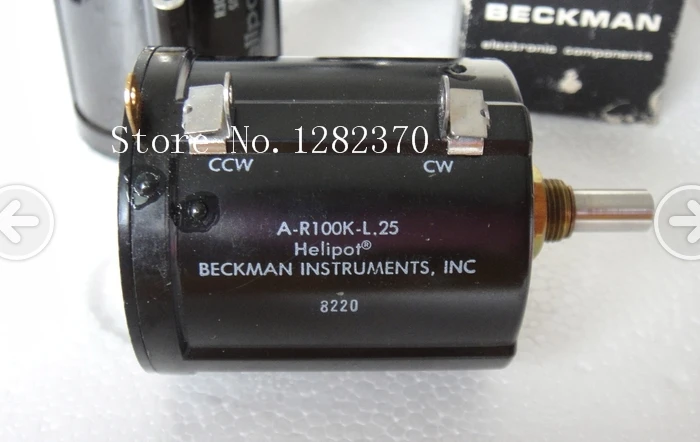 BECKMAN
electronic components
Store No. 1282370
CCW
CW
A-R100K-L.25
Helipot®
BECKMAN INSTRUMENTS, INC
8220